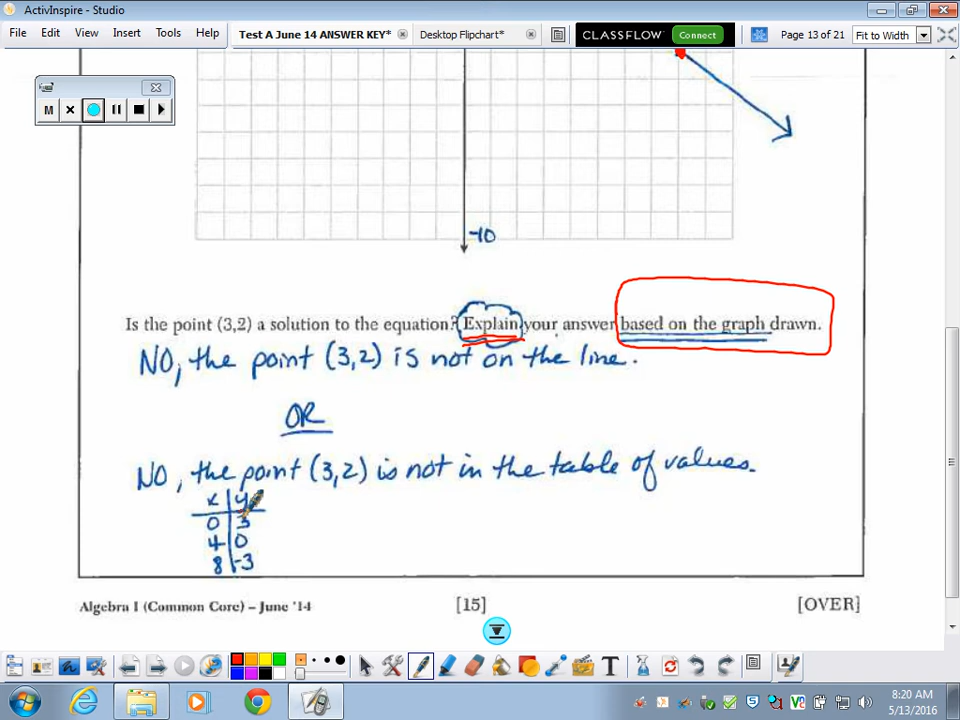 ActivInspire - Studio
File Edit View Insert Tools Help
Test A June 14 ANSWER KEY*
Desktop Flipchart*
CLASSFLOW Connect
Page 13 of 21
Fit to Width
M
-10
Is the point (3,2) a solution to the equation? Explain your answer based on the graph drawn.
NO, the point (3,2) is not on the line.
OR
NO, the point (3,2) is not in the table of values.
x y
0 3
4 0
8 -3
Algebra I (Common Core) – June '14 [15] [OVER]
8:20 AM
5/13/2016